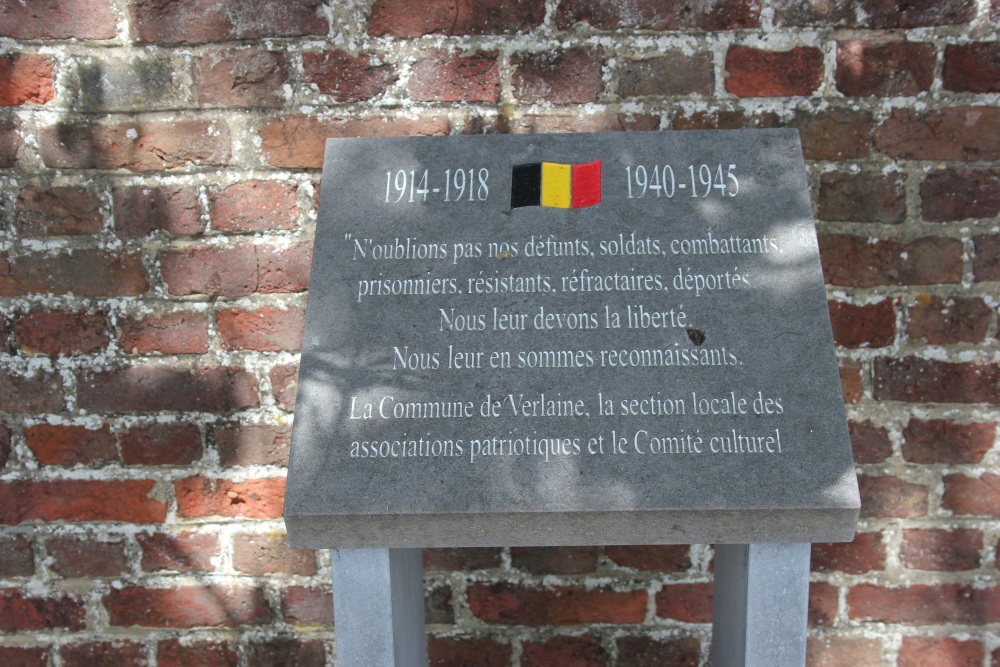 1914-1918 1940-1945
"N'oublions pas nos défunts, soldats, combattants,
prisonniers, résistants, réfractaires, déportés.
Nous leur devons la liberté.
Nous leur en sommes reconnaissants.
La Commune de Verlaine, la section locale des
associations patriotiques et le Comité culturel